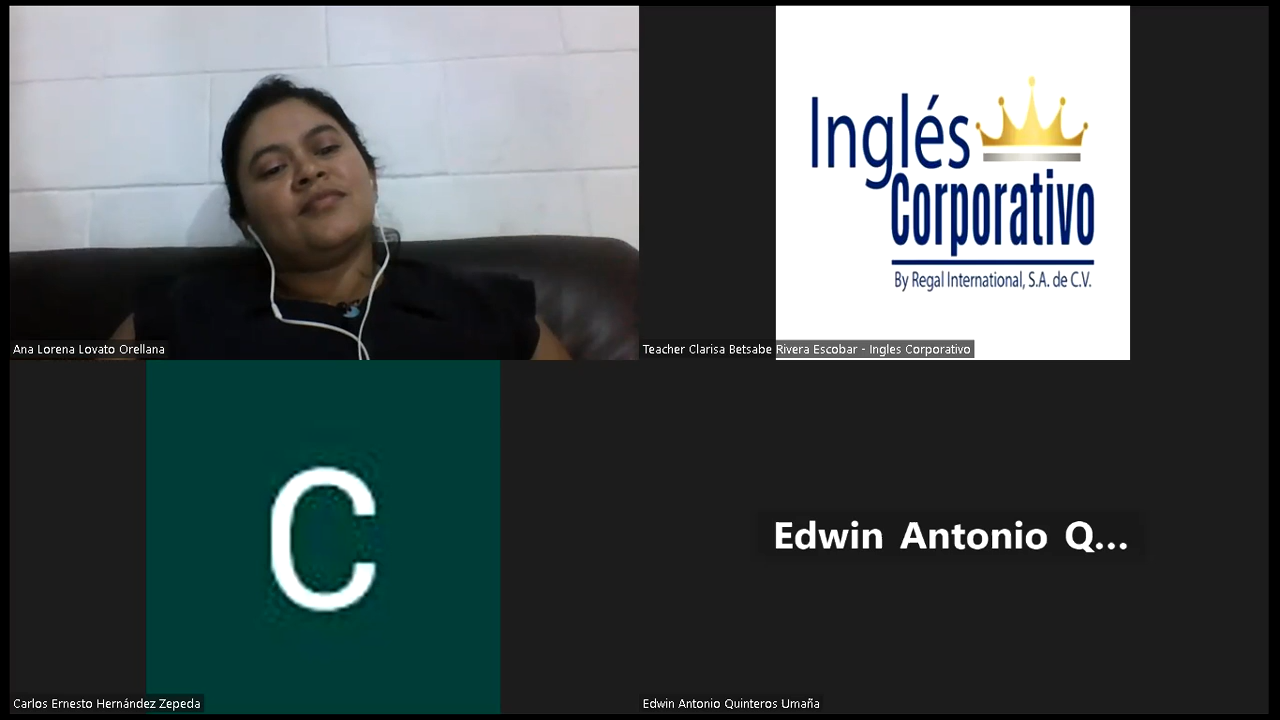 Inglés
Corporativo
By Regal International, S.A. de C.V.
Ana Lorena Lovato Orellana
Teacher Clarisa Betsabe Rivera Escobar - Ingles Corporativo
C
Edwin Antonio Q...
Carlos Ernesto Hernández Zepeda
Edwin Antonio Quinteros Umaña